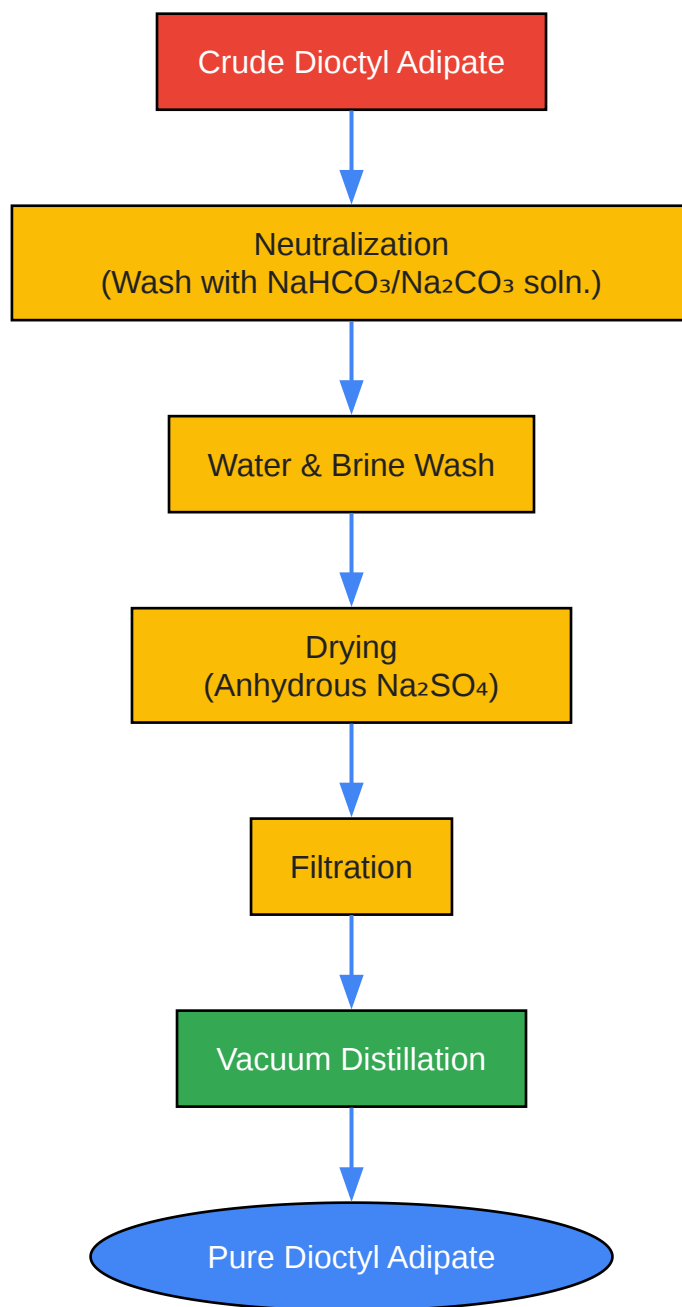 Crude Dioctyl Adipate
Neutralization
(Wash with NaHCO₃/Na₂CO₃ soln.)
Water & Brine Wash
Drying
(Anhydrous Na₂SO₄)
Filtration
Vacuum Distillation
Pure Dioctyl Adipate